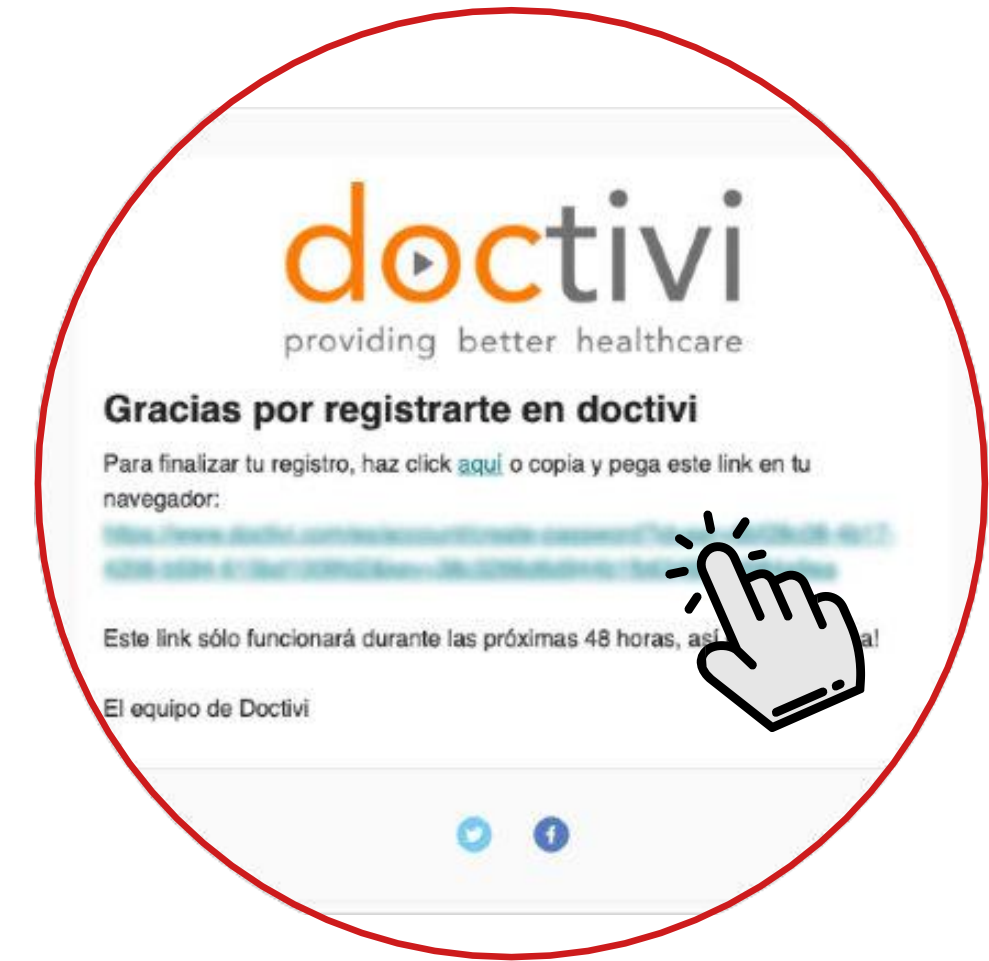 doctivi
providing better healthcare
Gracias por registrarte en doctivi
Para finalizar tu registro, haz click aquí o copia y pega este link en tu
navegador:
Este link sólo funcionará durante las próximas 48 horas, así
El equipo de Doctivi